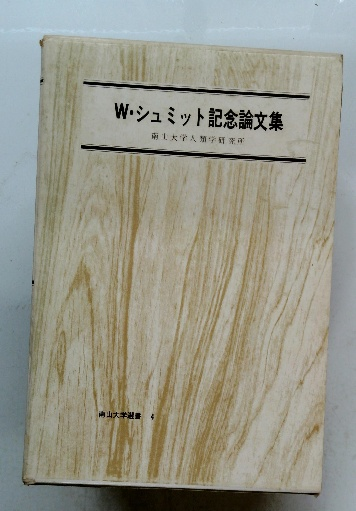 W・シュミット記念論文集
南山大学人類学研究所
南山大学選書 4